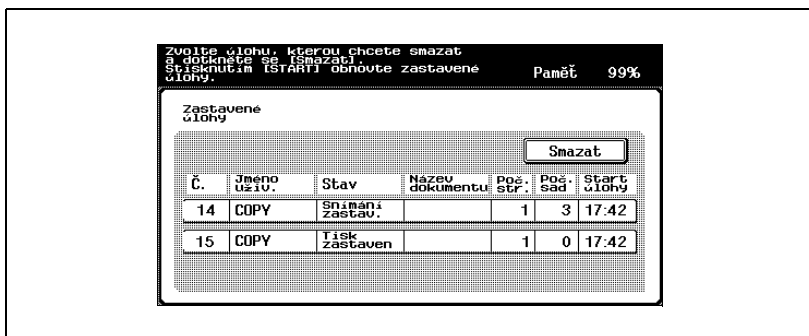 Zvolte úlohu, kterou chcete smazat
a dotkněte se [Smazat].
Stisknutím [START] obnovte zastavené
úlohy.
Paměť 99%
Zastavené
úlohy
Smazat
Č. Jméno uživ. Stav Název dokumentu Poč. str. Poč. sad Start úlohy
14 COPY Snímání zastav. 1 3 17:42
15 COPY Tisk zastaven 1 0 17:42